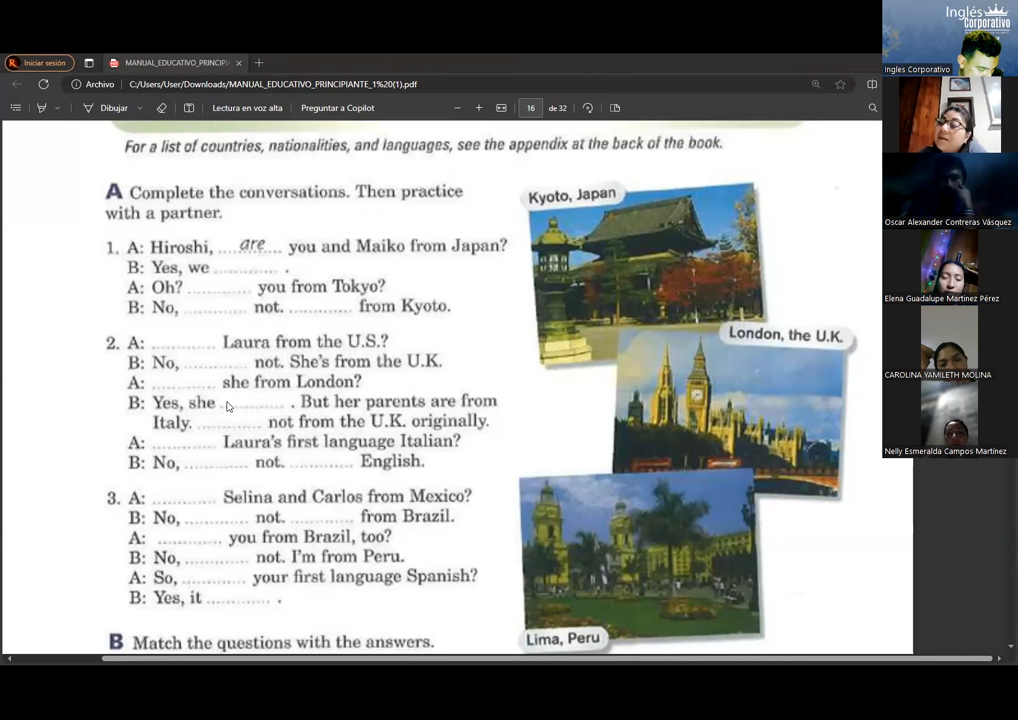 Iniciar sesión
MANUAL_EDUCATIVO_PRINCIPI
Archivo
C:/Users/User/Downloads/MANUAL_EDUCATIVO_PRINCIPIANTE_1%20(1).pdf
Dibujar
Lectura en voz alta
Preguntar a Copilot
16
de 32
For a list of countries, nationalities, and languages, see the appendix at the back of the book.
A Complete the conversations. Then practice
with a partner.
1. A: Hiroshi, ....are.... you and Maiko from Japan?
B: Yes, we .............. .
A: Oh? .............. you from Tokyo?
B: No, .............. not. .............. from Kyoto.
2. A: .............. Laura from the U.S.?
B: No, .............. not. She's from the U.K.
A: .............. she from London?
B: Yes, she .............. . But her parents are from
Italy. .............. not from the U.K. originally.
A: .............. Laura's first language Italian?
B: No, .............. not. .............. English.
3. A: .............. Selina and Carlos from Mexico?
B: No, .............. not. .............. from Brazil.
A: .............. you from Brazil, too?
B: No, .............. not. I'm from Peru.
A: So, .............. your first language Spanish?
B: Yes, it .............. .
B Match the questions with the answers.
Kyoto, Japan
London, the U.K.
Lima, Peru
Inglés
Corporativo
Ingles Corporativo
Oscar Alexander Contreras Vásquez
Elena Guadalupe Martinez Pérez
CAROLINA YAMILETH MOLINA
Nelly Esmeralda Campos Martínez